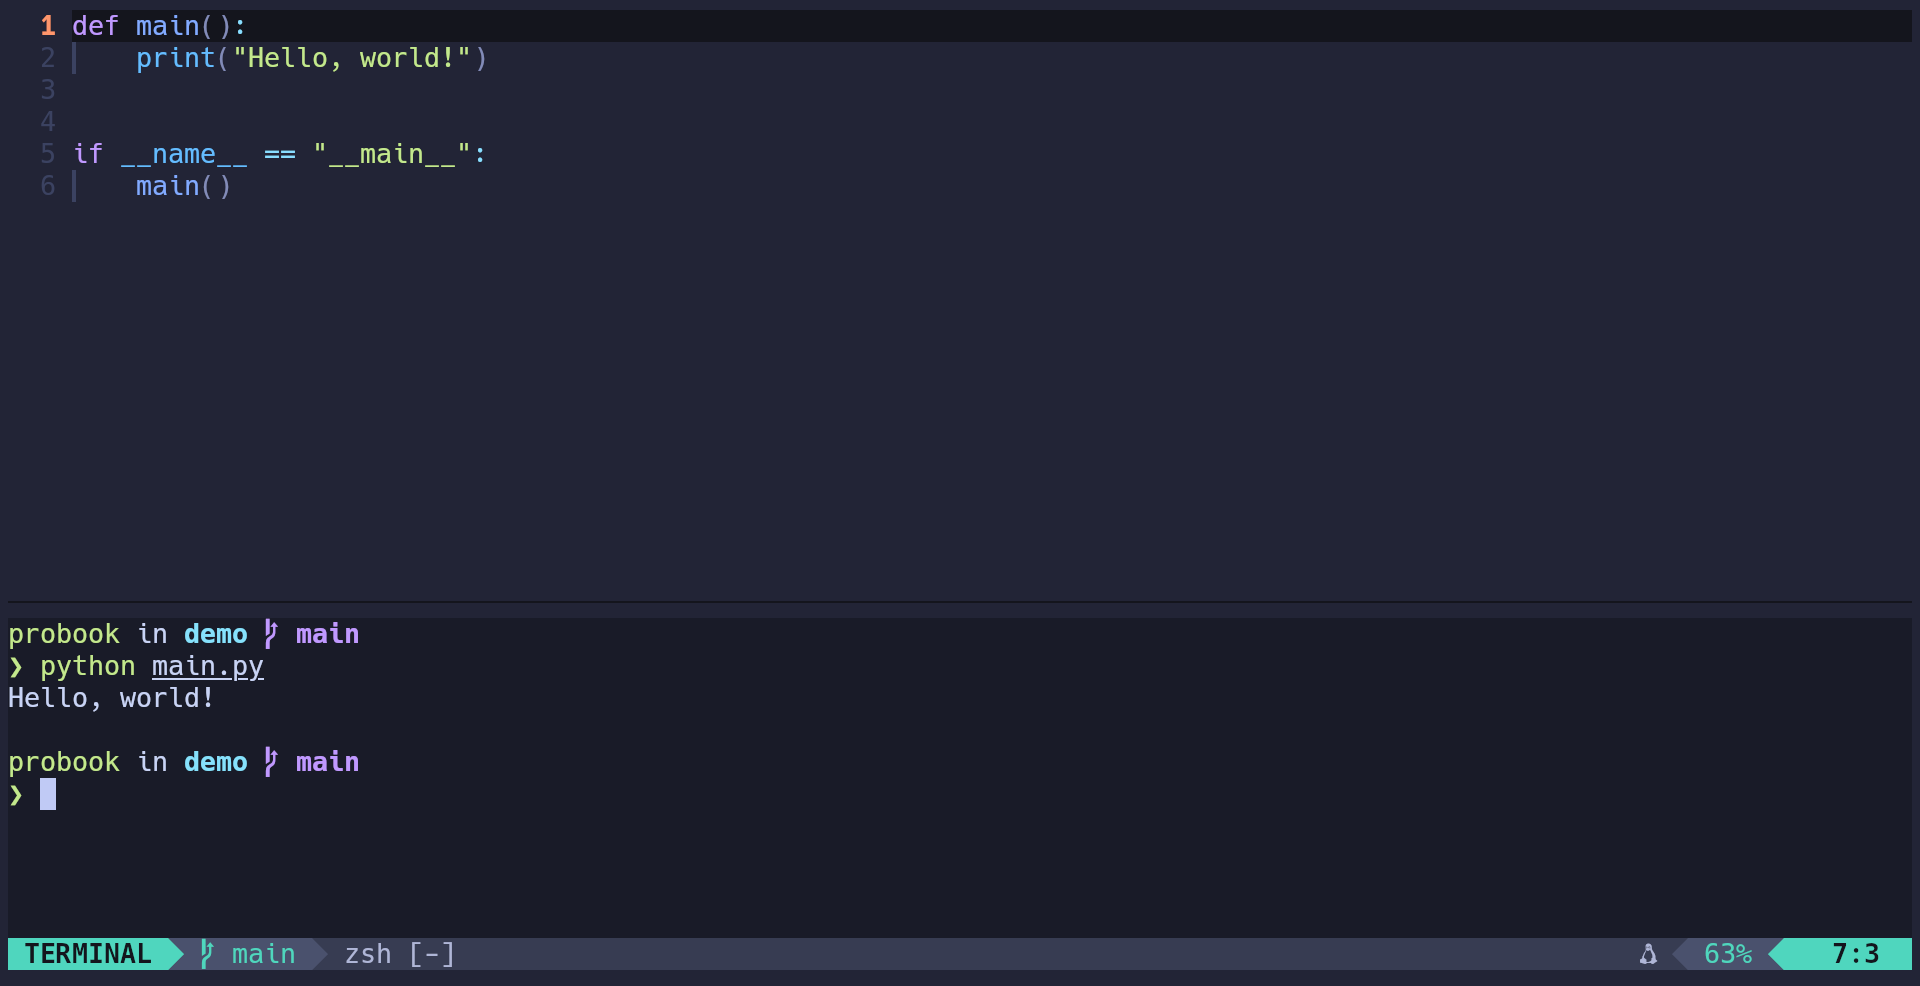 1 def main():
2     print("Hello, world!")
3
4
5 if __name__ == "__main__":
6     main()
probook in demo main
❯ python main.py
Hello, world!
probook in demo main
❯
TERMINAL main zsh [-] 63% 7:3